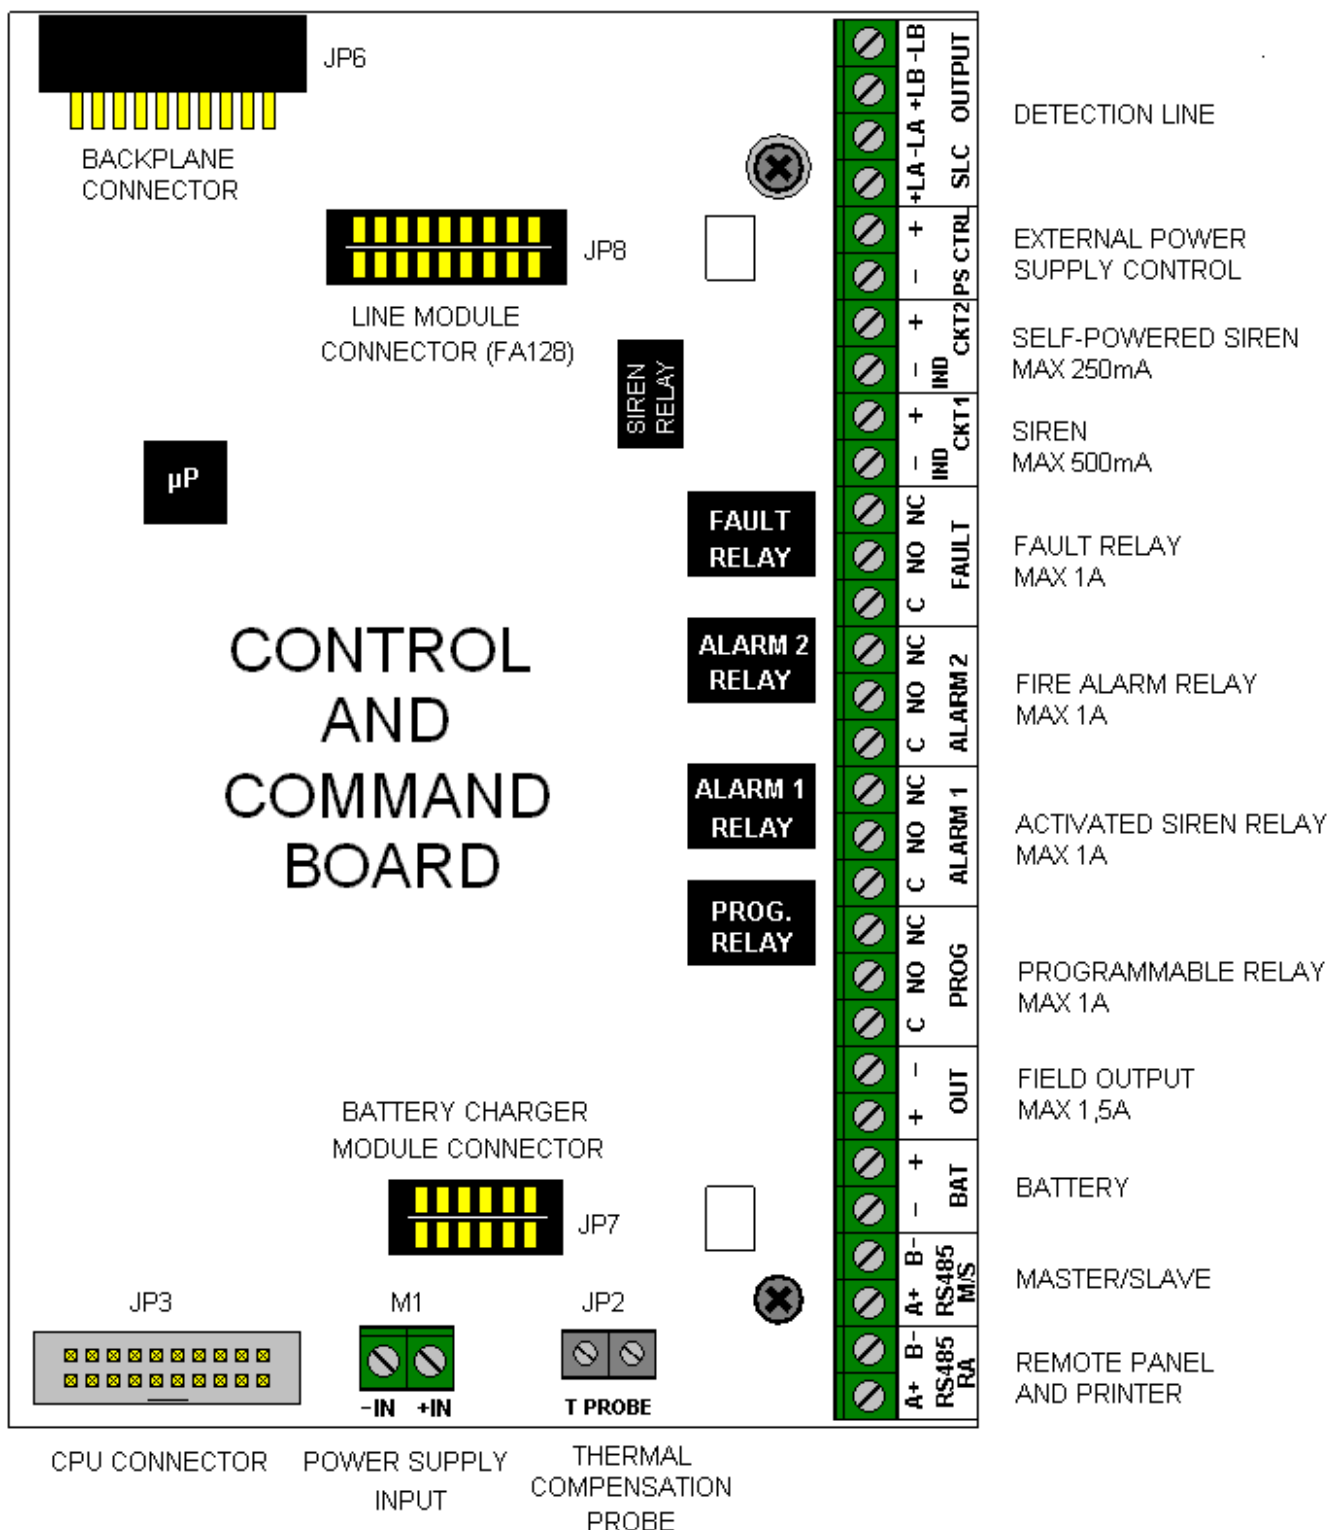 JP6
BACKPLANE
CONNECTOR
JP8
LINE MODULE
CONNECTOR (FA128)
SIREN
RELAY
µP
FAULT
RELAY
ALARM 2
RELAY
ALARM 1
RELAY
PROG.
RELAY
CONTROL
AND
COMMAND
BOARD
BATTERY CHARGER
MODULE CONNECTOR
JP7
JP3
M1
JP2
-IN +IN
T PROBE
CPU CONNECTOR
POWER SUPPLY
INPUT
THERMAL
COMPENSATION
PROBE
+LA -LA +LB -LB
SLC OUTPUT
- +
PS CTRL
- +
IND CKT2
- +
IND CKT1
C NO NC
FAULT
C NO NC
ALARM 2
C NO NC
ALARM 1
C NO NC
PROG
+ -
OUT
- +
BAT
A+ B-
RS485
M/S
A+ B-
RS485
RA
DETECTION LINE
EXTERNAL POWER
SUPPLY CONTROL
SELF-POWERED SIREN
MAX 250mA
SIREN
MAX 500mA
FAULT RELAY
MAX 1A
FIRE ALARM RELAY
MAX 1A
ACTIVATED SIREN RELAY
MAX 1A
PROGRAMMABLE RELAY
MAX 1A
FIELD OUTPUT
MAX 1,5A
BATTERY
MASTER/SLAVE
REMOTE PANEL
AND PRINTER